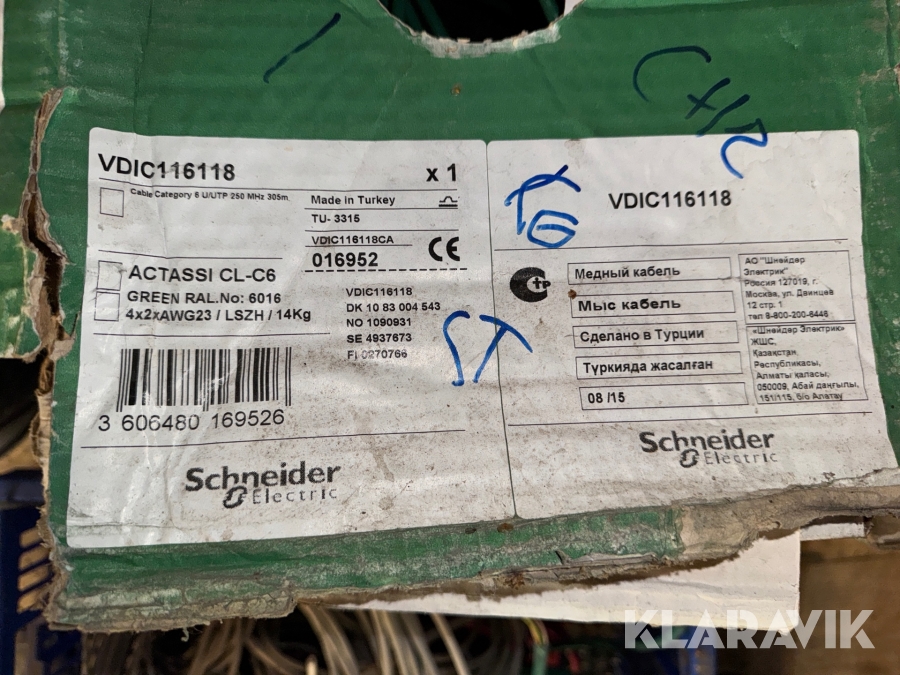 VDIC116118
x 1
Cable Category 6 U/UTP 250 MHz 305m
Made in Turkey
TU- 3315
VDIC116118CA
016952
CE
ACTASSI CL-C6
GREEN RAL.No: 6016
4x2xAWG23 / LSZH / 14Kg
VDIC116118
DK 10 83 004 543
NO 1090931
SE 4937673
FI 0270766
3 606480 169526
Schneider
Electric
ST
VDIC116118
Медный кабель
Мыс кабель
Сделано в Турции
Түркияда жасалған
08 /15
АО "Шнейдер
Электрик"
Россия 127019, г.
Москва, ул. Двинцев
12 стр. 1
тел 8-800-200-6446
«Шнейдер Электрик»
ЖШС,
Қазақстан
Республикасы,
Алматы қаласы,
050009, Абай даңғылы,
151/115, б/о Алатау
Schneider
Electric
KLARAVIK